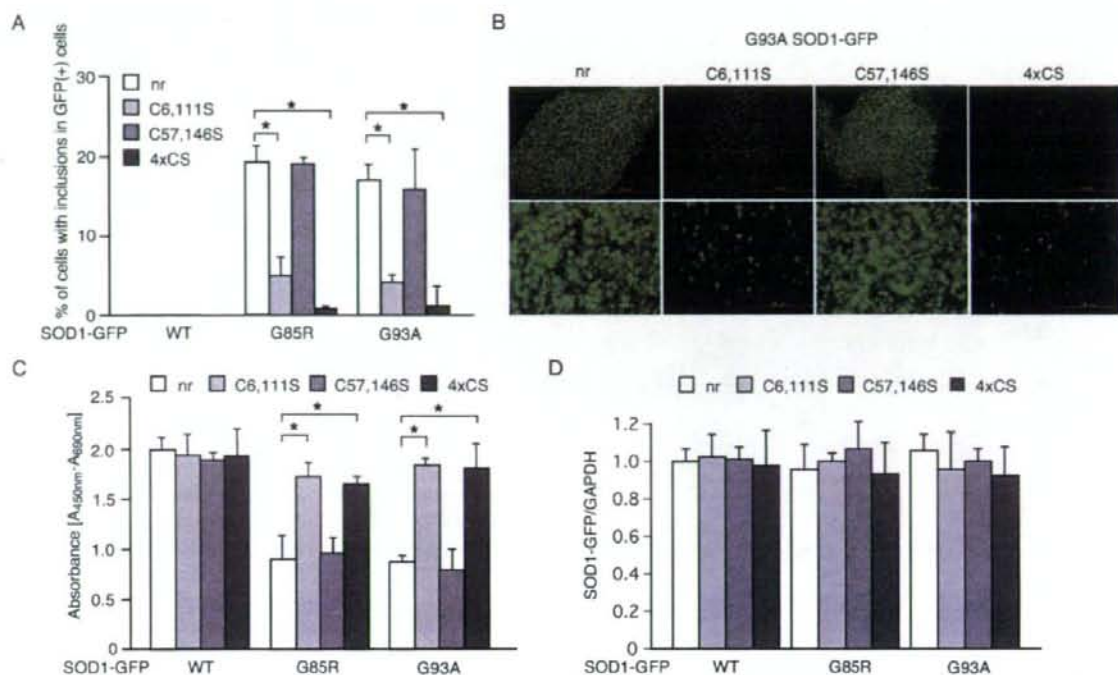 A
% of cells with inclusions in GFP(+) cells
30
20
10
0
nr
C6,111S
C57,146S
4xCS
*
*
*
*
SOD1-GFP WT G85R G93A
B
G93A SOD1-GFP
nr C6,111S C57,146S 4xCS
C
nr C6,111S C57,146S 4xCS
Absorbance [A450nm-A690nm]
2.5
2.0
1.5
1.0
0.5
0
*
*
*
*
SOD1-GFP WT G85R G93A
D
nr C6,111S C57,146S 4xCS
SOD1-GFP/GAPDH
1.2
1.0
0.8
0.6
0.4
0.2
0
SOD1-GFP WT G85R G93A